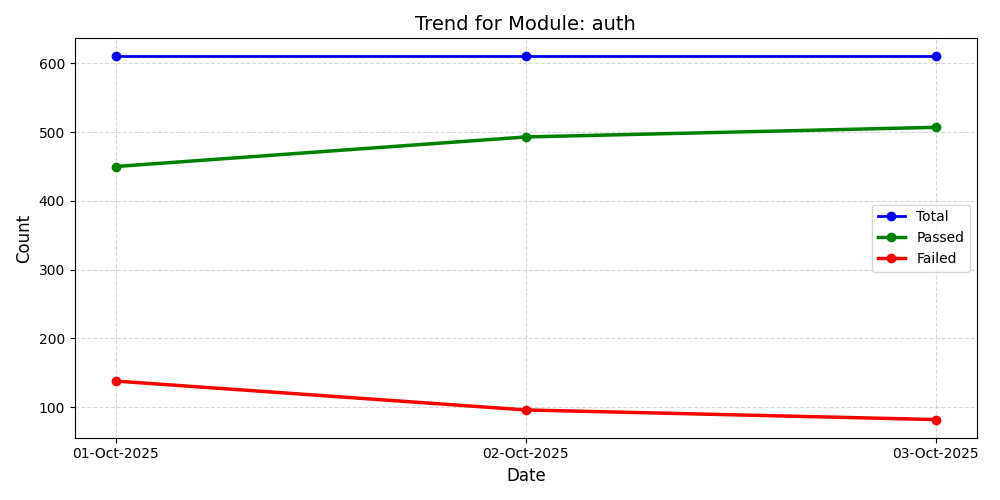 Trend for Module: auth
600
500
400
300
200
100
Count
Total
Passed
Failed
01-Oct-2025
02-Oct-2025
03-Oct-2025
Date